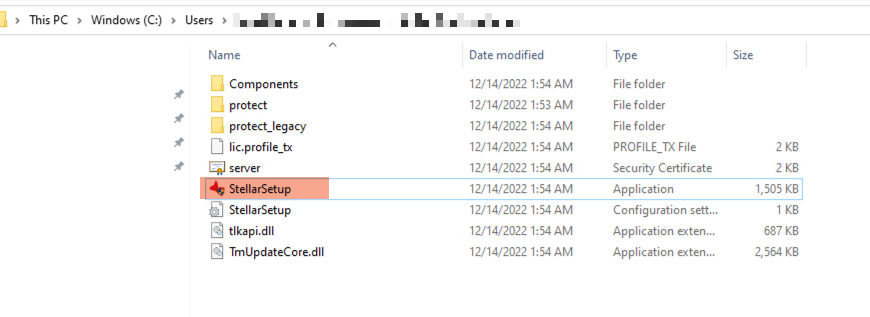 This PC > Windows (C:) > Users >
Name Date modified Type Size
Components 12/14/2022 1:54 AM File folder
protect 12/14/2022 1:53 AM File folder
protect_legacy 12/14/2022 1:54 AM File folder
lic.profile_tx 12/14/2022 1:54 AM PROFILE_TX File 2 KB
server 12/14/2022 1:54 AM Security Certificate 2 KB
StellarSetup 12/14/2022 1:54 AM Application 1,505 KB
StellarSetup 12/14/2022 1:54 AM Configuration sett... 1 KB
tlkapi.dll 12/14/2022 1:54 AM Application exten... 687 KB
TmUpdateCore.dll 12/14/2022 1:54 AM Application exten... 2,564 KB